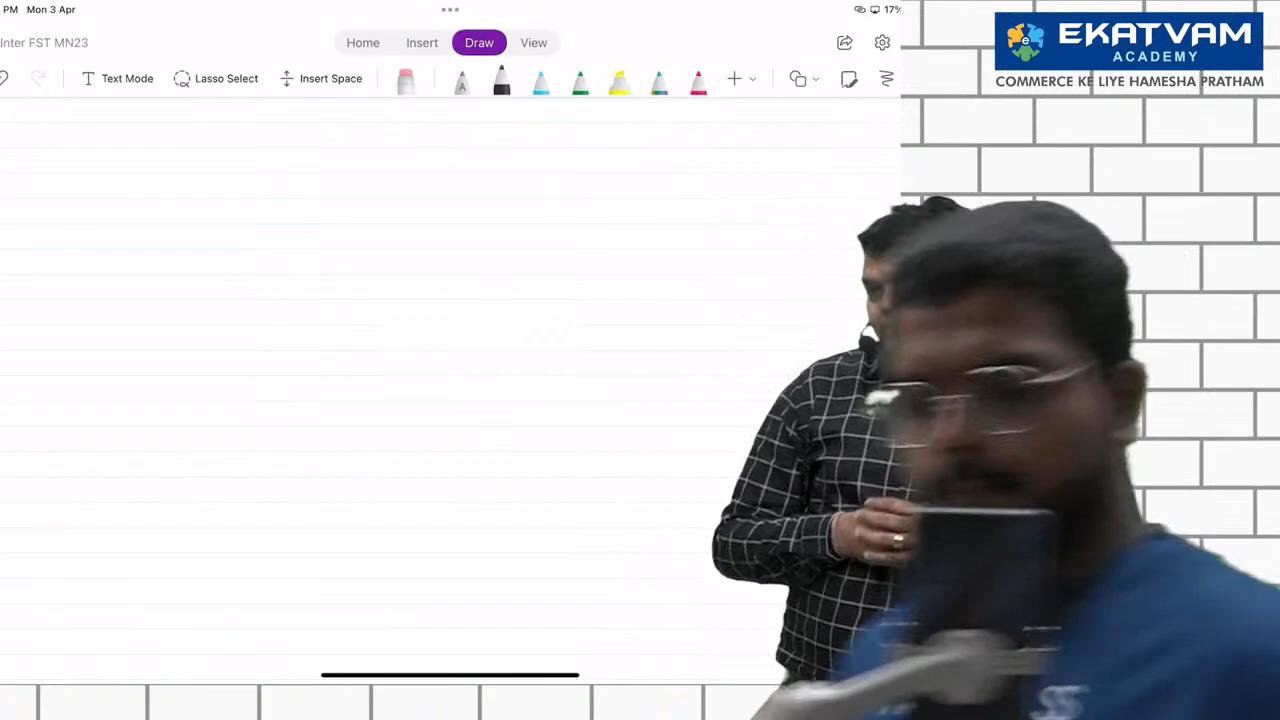 PM Mon 3 Apr
17%
Inter FST MN23
Home Insert Draw View
Text Mode Lasso Select Insert Space
A
e
EKATVAM
ACADEMY
COMMERCE KE LIYE HAMESHA PRATHAM